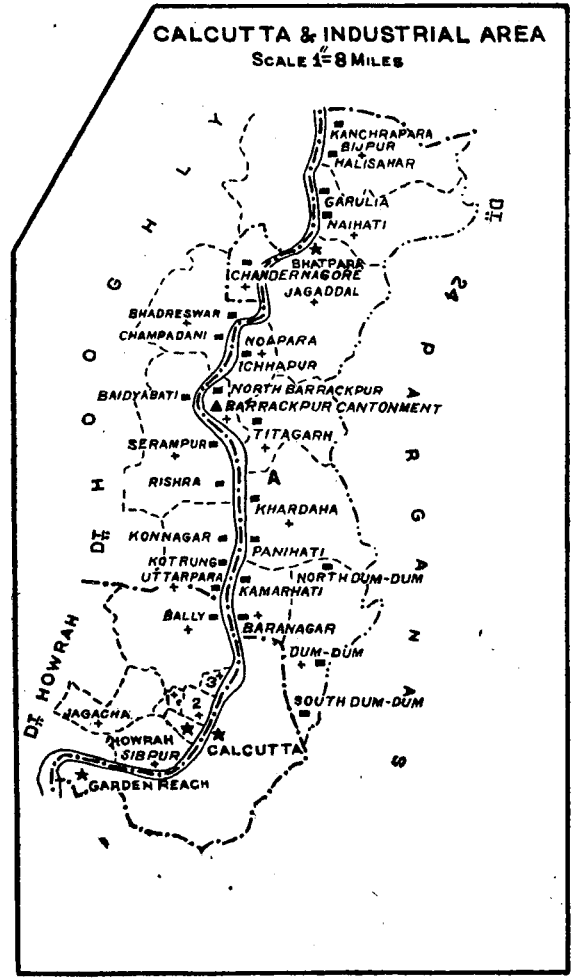 CALCUTTA & INDUSTRIAL AREA
SCALE 1"=8 MILES
KANCHRAPARA
BIJPUR
HALISAHAR
GARULIA
NAIHATI
BHATPARA
CHANDERNAGORE
JAGADDAL
BHADRESWAR
CHAMPADANI
NOAPARA
ICHHAPUR
NORTH BARRACKPUR
BAIDYABATI
BARRACKPUR CANTONMENT
TITAGARH
SERAMPUR
RISHRA
A
KHARDAHA
KONNAGAR
PANIHATI
KOTRUNG
NORTH DUM-DUM
UTTARPARA
KAMARHATI
BALLY
BARANAGAR
DUM-DUM
3
2
SOUTH DUM-DUM
JAGACHA
HOWRAH
CALCUTTA
SIBPUR
GARDEN REACH
DT HOOGHLY
DT 24 PARGANAS
DT HOWRAH